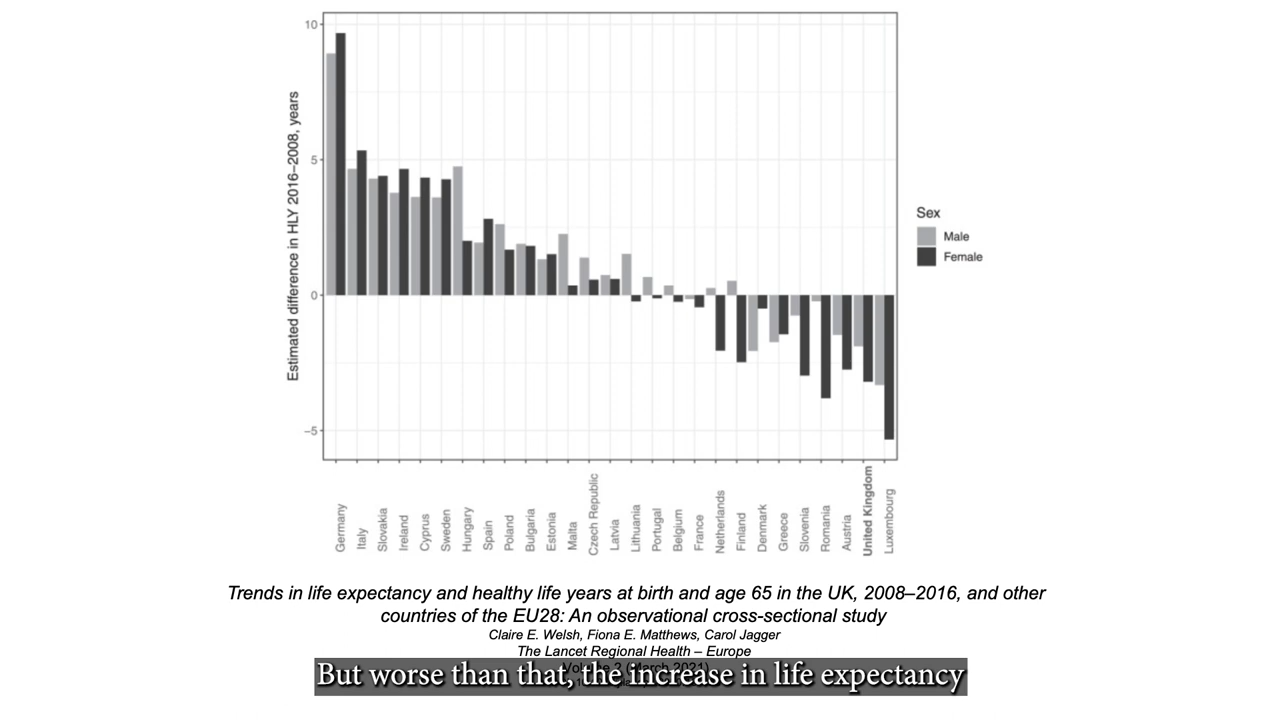 10
5
0
−5
Estimated difference in HLY 2016–2008, years
Germany
Italy
Slovakia
Ireland
Cyprus
Sweden
Hungary
Spain
Poland
Bulgaria
Estonia
Malta
Czech Republic
Latvia
Lithuania
Portugal
Belgium
France
Netherlands
Finland
Denmark
Greece
Slovenia
Romania
Austria
United Kingdom
Luxembourg
Sex
Male
Female
Trends in life expectancy and healthy life years at birth and age 65 in the UK, 2008–2016, and other
countries of the EU28: An observational cross-sectional study
Claire E. Welsh, Fiona E. Matthews, Carol Jagger
The Lancet Regional Health – Europe
Volume 2 (March 2021)
But worse than that, the increase in life expectancy